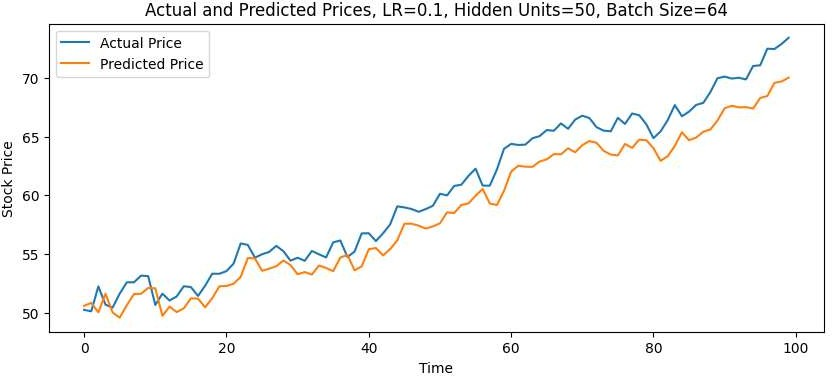 Actual and Predicted Prices, LR=0.1, Hidden Units=50, Batch Size=64
Actual Price
Predicted Price
Stock Price
70
65
60
55
50
0 20 40 60 80 100
Time